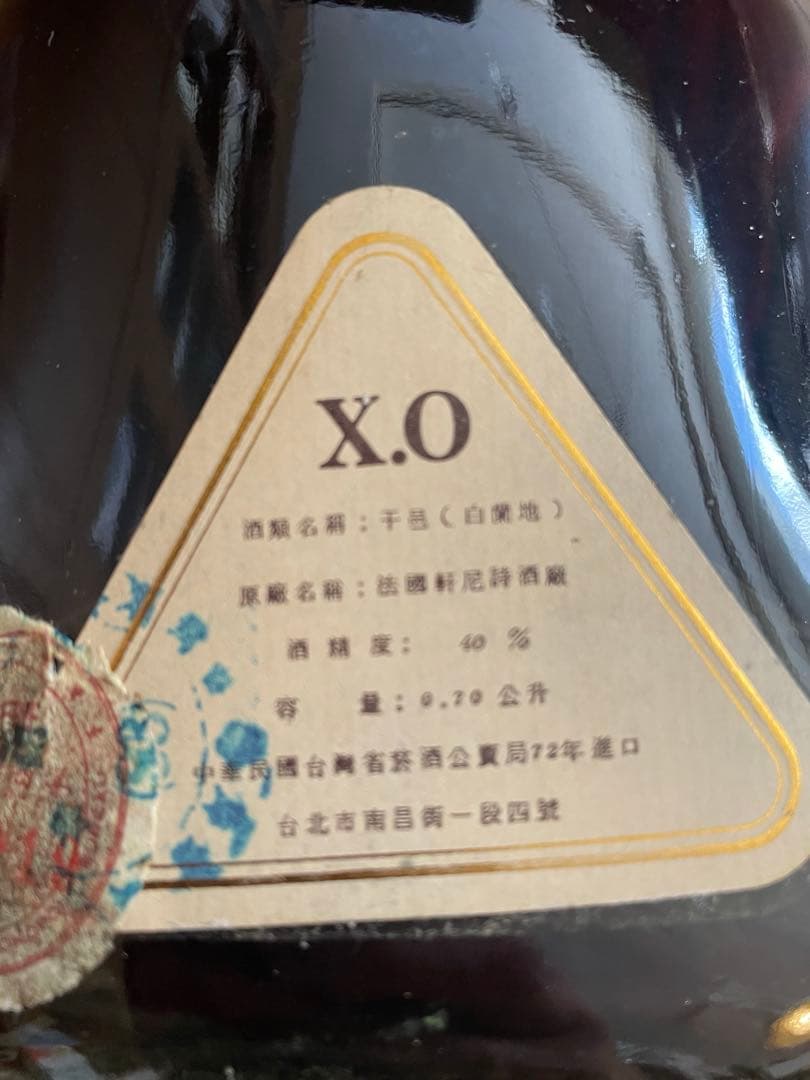 X.O
酒類名稱：干邑（白蘭地）
原廠名稱：法國軒尼詩酒廠
酒精度： 40 %
容 量：0.70 公升
中華民國台灣省菸酒公賣局72年進口
台北市南昌街一段四號